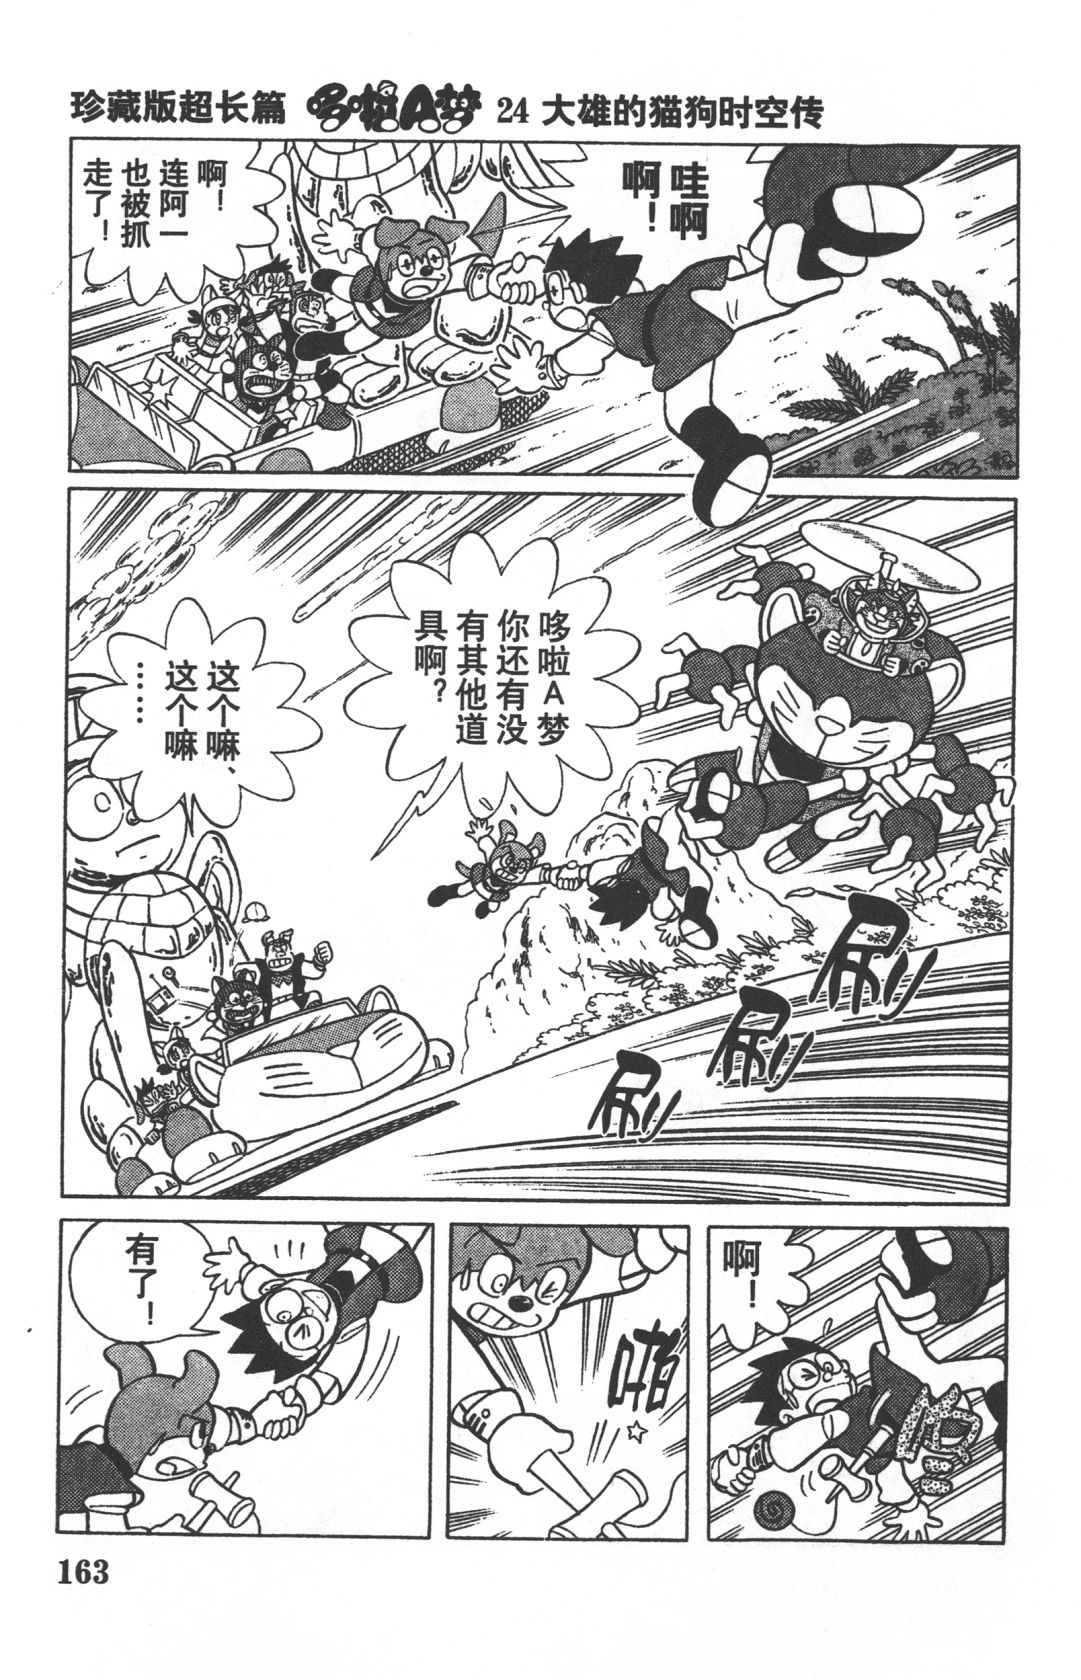 珍藏版超长篇 哆啦A梦 24 大雄的猫狗时空传
哇啊
啊！
啊！
连阿一
也被抓
走了！
哆啦A梦
你还有没
有其他道
具啊？
这个嘛、
这个嘛
……
刷
刷
刷
啊！
有了！
163